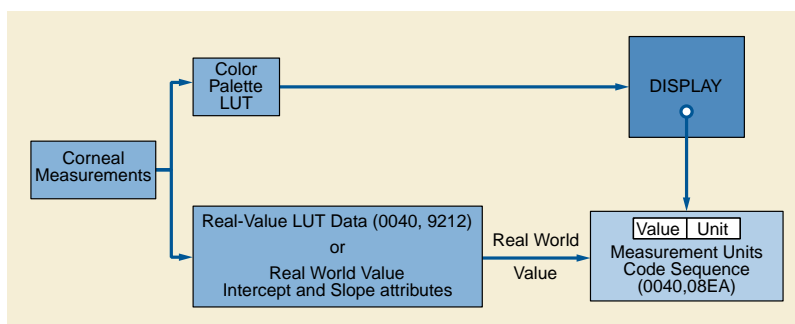 Color
Palette
LUT
DISPLAY
Corneal
Measurements
Real-Value LUT Data (0040, 9212)
or
Real World Value
Intercept and Slope attributes
Real World
Value
Value Unit
Measurement Units
Code Sequence
(0040,08EA)